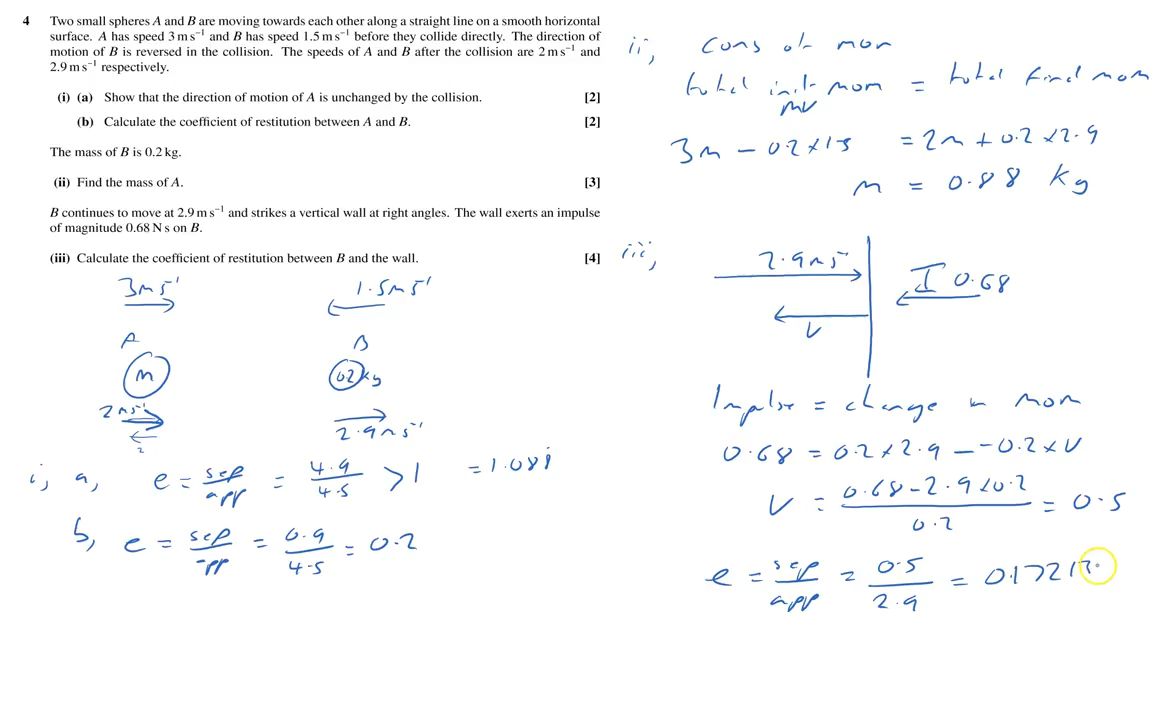 4 Two small spheres A and B are moving towards each other along a straight line on a smooth horizontal
surface. A has speed 3 m s⁻¹ and B has speed 1.5 m s⁻¹ before they collide directly. The direction of
motion of B is reversed in the collision. The speeds of A and B after the collision are 2 m s⁻¹ and
2.9 m s⁻¹ respectively.
(i) (a) Show that the direction of motion of A is unchanged by the collision. [2]
(b) Calculate the coefficient of restitution between A and B. [2]
The mass of B is 0.2 kg.
(ii) Find the mass of A. [3]
B continues to move at 2.9 m s⁻¹ and strikes a vertical wall at right angles. The wall exerts an impulse
of magnitude 0.68 N s on B.
(iii) Calculate the coefficient of restitution between B and the wall. [4]
3ms⁻¹ 1.5ms⁻¹
A B
m 0.2kg
2ms⁻¹ 2.9ms⁻¹
2
i, a, e = sep/app = 4.9/4.5 > 1 = 1.089
b, e = sep/app = 0.9/4.5 = 0.2
ii, cons of mom
total init mom = total final mom
mv
3m - 0.2×1.5 = 2m + 0.2×2.9
m = 0.88 kg
iii,
2.9ms⁻¹
I 0.68
v
Impulse = change in mom
0.68 = 0.2×2.9 - -0.2×v
v = 0.68-2.9×0.2/0.2 = 0.5
e = sep/app = 0.5/2.9 = 0.1721